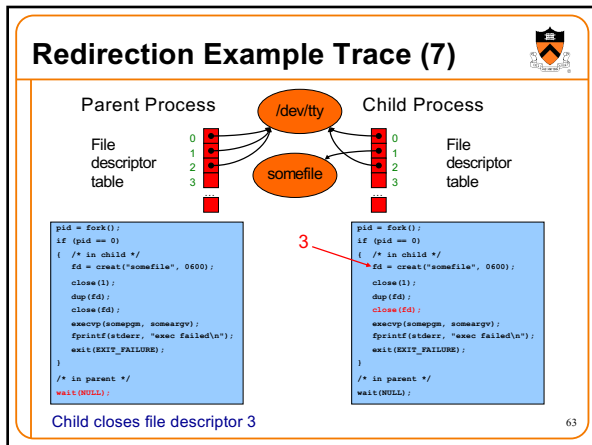 Redirection Example Trace (7)
Parent Process
/dev/tty
Child Process
File
descriptor
table
0
1
2
3
...
somefile
0
1
2
3
...
File
descriptor
table
pid = fork();
if (pid == 0)
{ /* in child */
fd = creat("somefile", 0600);
close(1);
dup(fd);
close(fd);
execvp(somepgm, someargv);
fprintf(stderr, "exec failed\n");
exit(EXIT_FAILURE);
}
/* in parent */
wait(NULL);
3
pid = fork();
if (pid == 0)
{ /* in child */
fd = creat("somefile", 0600);
close(1);
dup(fd);
close(fd);
execvp(somepgm, someargv);
fprintf(stderr, "exec failed\n");
exit(EXIT_FAILURE);
}
/* in parent */
wait(NULL);
Child closes file descriptor 3
63